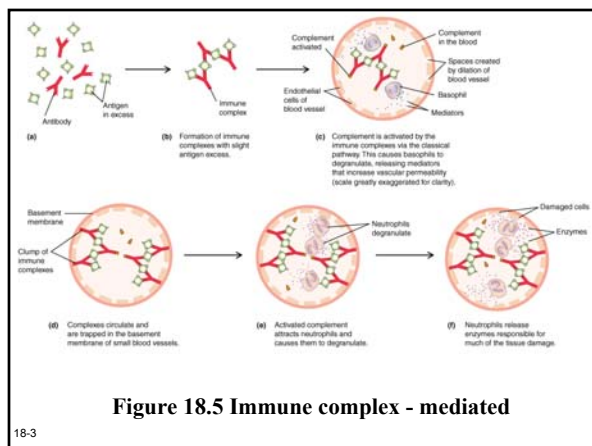 Antibody
Antigen
in excess
(a)
Immune
complex
(b) Formation of immune
complexes with slight
antigen excess.
Complement
activated
Endothelial
cells of
blood vessel
Complement
in the blood
Spaces created
by dilation of
blood vessel
Basophil
Mediators
(c) Complement is activated by the
immune complexes via the classical
pathway. This causes basophils to
degranulate, releasing mediators
that increase vascular permeability
(scale greatly exaggerated for clarity).
Basement
membrane
Clump of
immune
complexes
(d) Complexes circulate and
are trapped in the basement
membrane of small blood vessels.
Neutrophils
degranulate
(e) Activated complement
attracts neutrophils and
causes them to degranulate.
Damaged cells
Enzymes
(f) Neutrophils release
enzymes responsible for
much of the tissue damage.
Figure 18.5 Immune complex - mediated
18-3